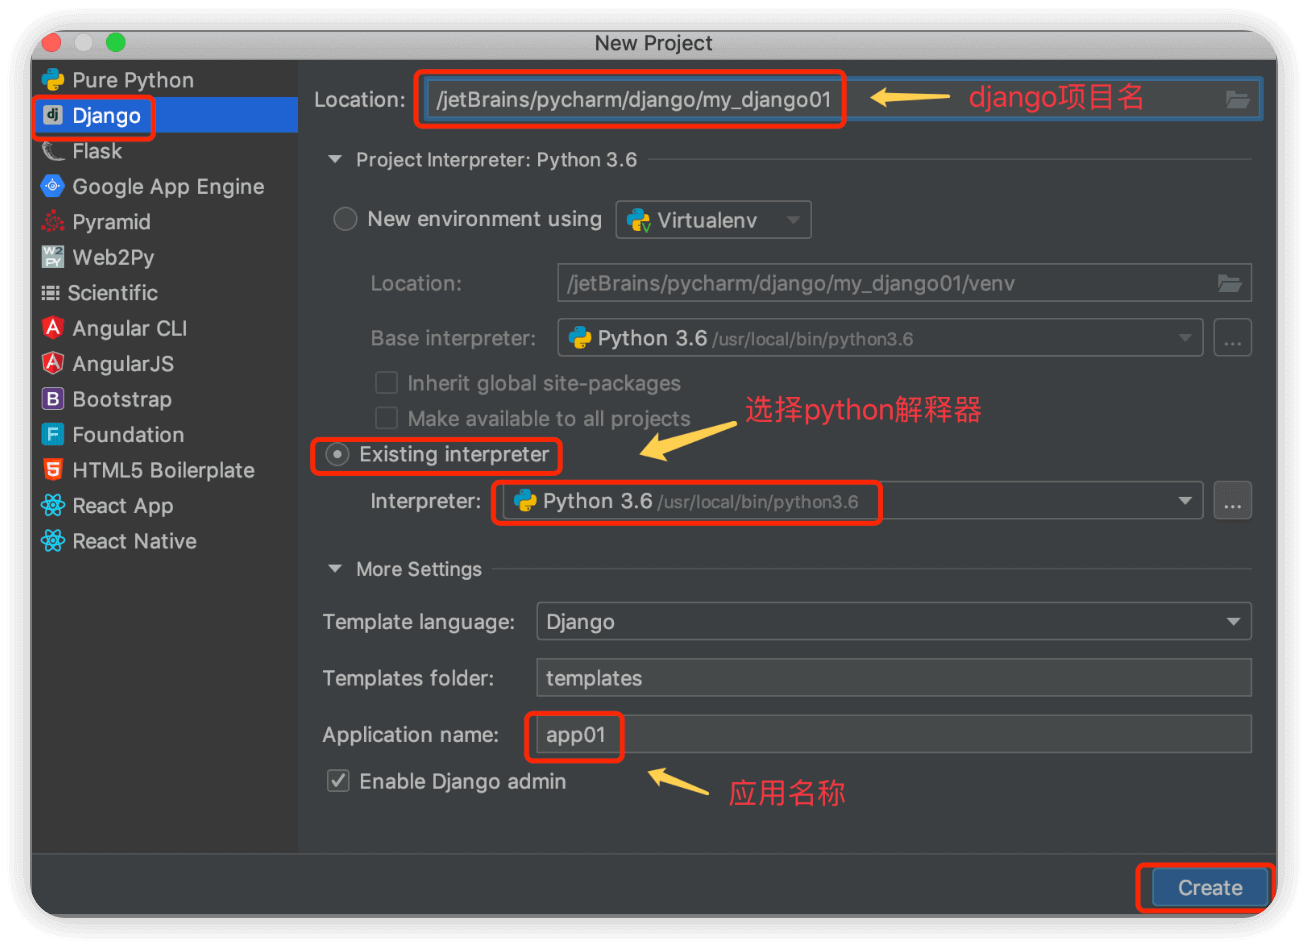 New Project
Pure Python
dj Django
Flask
Google App Engine
Pyramid
W2PY Web2Py
Scientific
A Angular CLI
A AngularJS
B Bootstrap
F Foundation
5 HTML5 Boilerplate
React App
React Native
Location: /jetBrains/pycharm/django/my_django01 django项目名
Project Interpreter: Python 3.6
New environment using V Virtualenv
Location: /jetBrains/pycharm/django/my_django01/venv
Base interpreter: Python 3.6 /usr/local/bin/python3.6 ...
Inherit global site-packages
Make available to all projects
选择python解释器
Existing interpreter
Interpreter: Python 3.6 /usr/local/bin/python3.6 ...
More Settings
Template language: Django
Templates folder: templates
Application name: app01
Enable Django admin
应用名称
Create